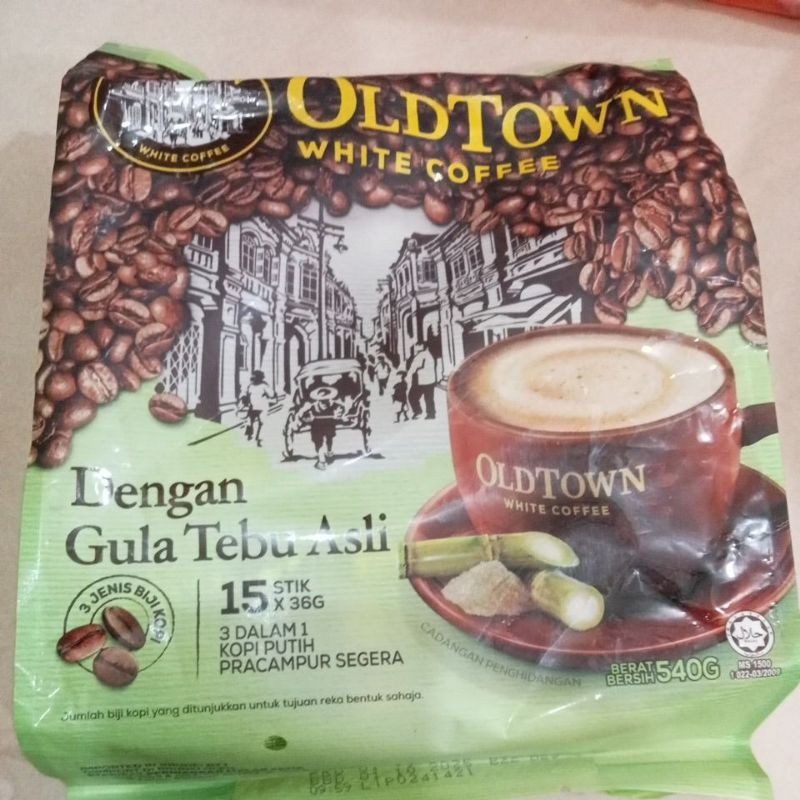 WHITE COFFEE
OLDTOWN
WHITE COFFEE
OLDTOWN
WHITE COFFEE
Dengan
Gula Tebu Asli
3 JENIS BIJI KOPI
15 STIK
X 36G
3 DALAM 1
KOPI PUTIH
PRACAMPUR SEGERA
CADANGAN PENGHIDANGAN
BERAT
BERSIH 540G
حلال
MS 1500
Jumlah biji kopi yang ditunjukkan untuk tujuan reka bentuk sahaja.